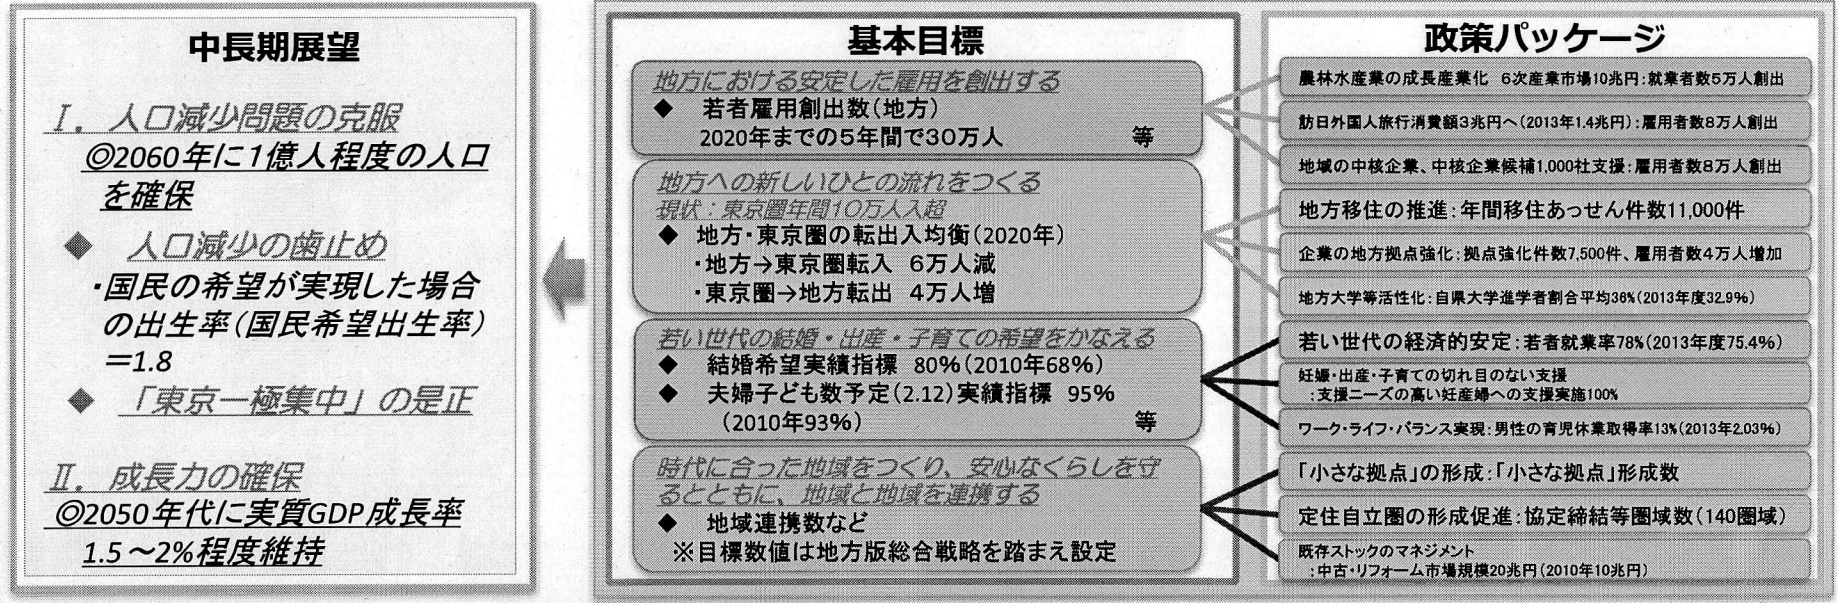 中長期展望
Ⅰ．人口減少問題の克服
◎2060年に1億人程度の人口
を確保
◆ 人口減少の歯止め
・国民の希望が実現した場合
の出生率(国民希望出生率)
＝1.8
◆ 「東京一極集中」の是正
Ⅱ．成長力の確保
◎2050年代に実質GDP成長率
1.5～2%程度維持
基本目標
地方における安定した雇用を創出する
◆ 若者雇用創出数(地方)
2020年までの5年間で30万人 等
地方への新しいひとの流れをつくる
現状：東京圏年間10万人入超
◆ 地方・東京圏の転出入均衡(2020年)
・地方→東京圏転入 6万人減
・東京圏→地方転出 4万人増
若い世代の結婚・出産・子育ての希望をかなえる
◆ 結婚希望実績指標 80%(2010年68%)
◆ 夫婦子ども数予定(2.12)実績指標 95%
(2010年93%) 等
時代に合った地域をつくり、安心なくらしを守
るとともに、地域と地域を連携する
◆ 地域連携数など
※目標数値は地方版総合戦略を踏まえ設定
政策パッケージ
農林水産業の成長産業化 6次産業市場10兆円：就業者数5万人創出
訪日外国人旅行消費額3兆円へ(2013年1.4兆円)：雇用者数8万人創出
地域の中核企業、中核企業候補1,000社支援：雇用者数8万人創出
地方移住の推進：年間移住あっせん件数11,000件
企業の地方拠点強化：拠点強化件数7,500件、雇用者数4万人増加
地方大学等活性化：自県大学進学者割合平均36%(2013年度32.9%)
若い世代の経済的安定：若者就業率78%(2013年度75.4%)
妊娠・出産・子育ての切れ目のない支援
：支援ニーズの高い妊産婦への支援実施100%
ワーク・ライフ・バランス実現：男性の育児休業取得率13%(2013年2.03%)
「小さな拠点」の形成：「小さな拠点」形成数
定住自立圏の形成促進：協定締結等圏域数(140圏域)
既存ストックのマネジメント
：中古・リフォーム市場規模20兆円(2010年10兆円)